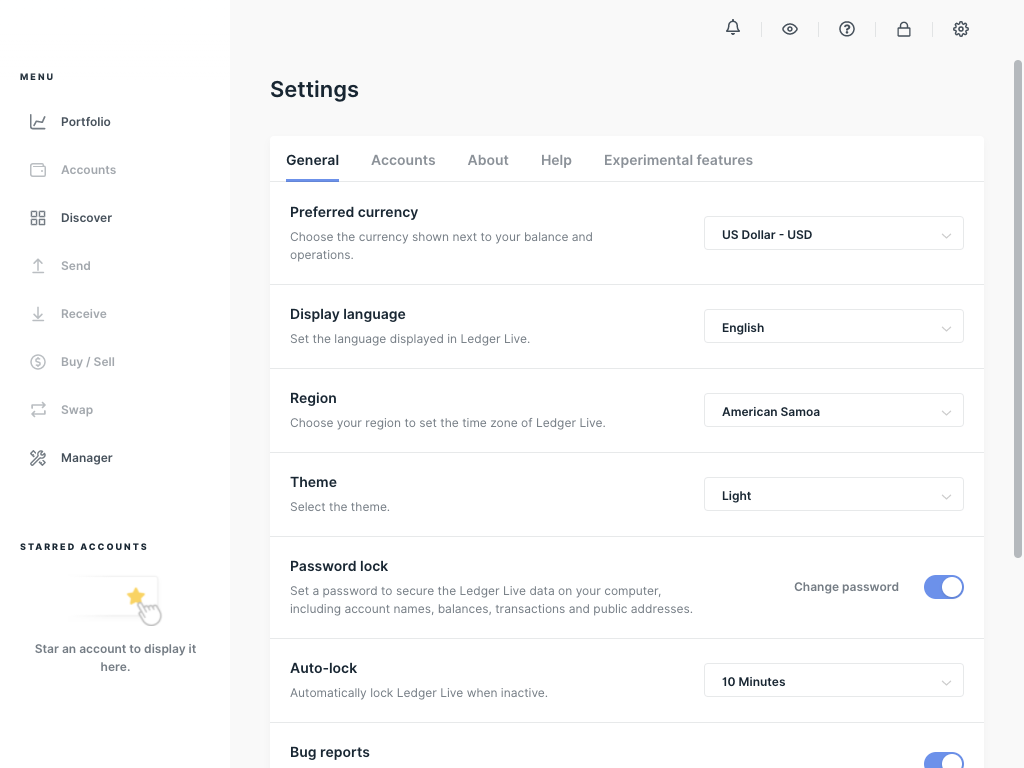 MENU
Portfolio
Accounts
Discover
Send
Receive
Buy / Sell
Swap
Manager
STARRED ACCOUNTS
Star an account to display it
here.
Settings
General
Accounts
About
Help
Experimental features
Preferred currency
Choose the currency shown next to your balance and
operations.
US Dollar - USD
Display language
Set the language displayed in Ledger Live.
English
Region
Choose your region to set the time zone of Ledger Live.
American Samoa
Theme
Select the theme.
Light
Password lock
Set a password to secure the Ledger Live data on your computer,
including account names, balances, transactions and public addresses.
Change password
Auto-lock
Automatically lock Ledger Live when inactive.
10 Minutes
Bug reports